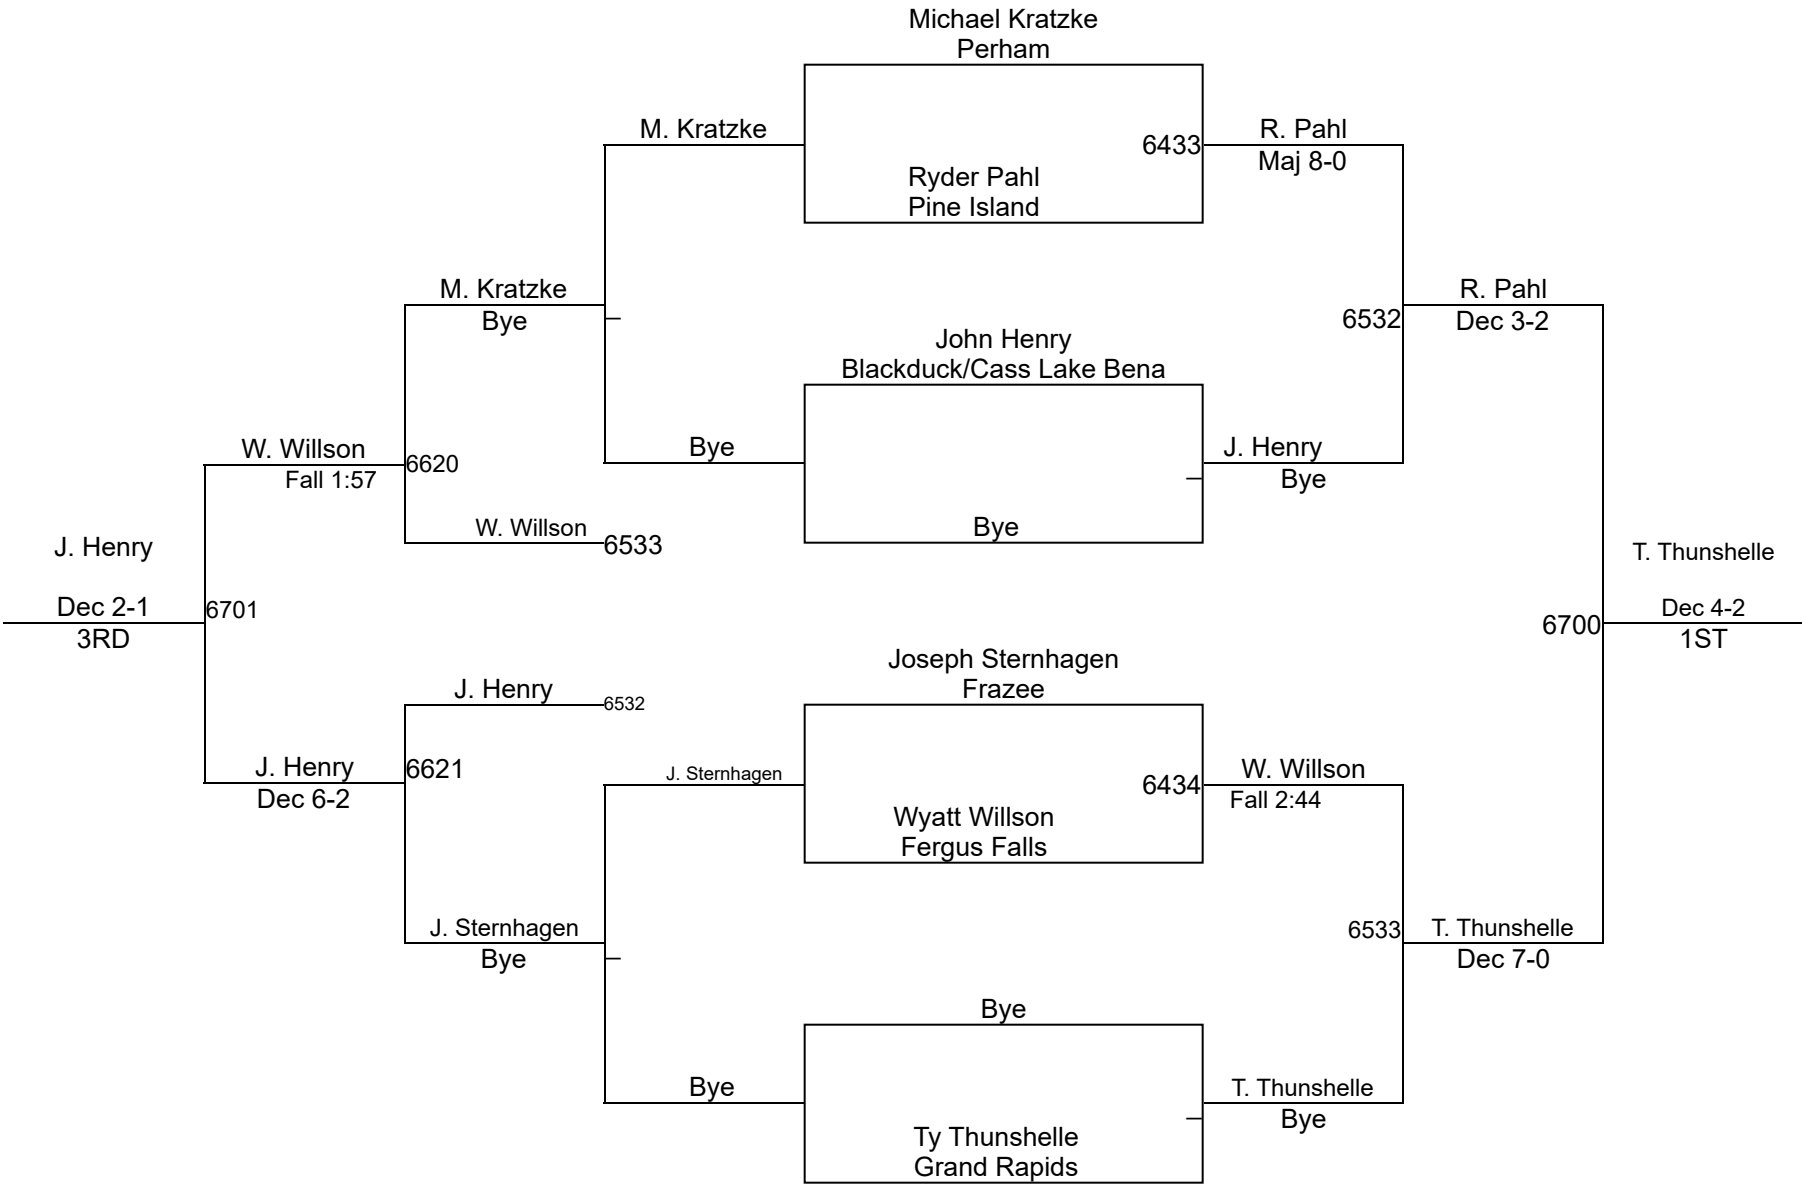 Michael Kratzke
Perham
M. Kratzke
6433
R. Pahl
Maj 8-0
Ryder Pahl
Pine Island
M. Kratzke
Bye
R. Pahl
6532
Dec 3-2
John Henry
Blackduck/Cass Lake Bena
W. Willson
6620
Fall 1:57
Bye
J. Henry
Bye
W. Willson
6533
Bye
J. Henry
T. Thunshelle
Dec 2-1
6701
3RD
6700
Dec 4-2
1ST
Joseph Sternhagen
Frazee
J. Henry
6532
J. Henry
6621
Dec 6-2
J. Sternhagen
6434
W. Willson
Fall 2:44
Wyatt Willson
Fergus Falls
J. Sternhagen
Bye
6533
T. Thunshelle
Dec 7-0
Bye
Bye
T. Thunshelle
Bye
Ty Thunshelle
Grand Rapids